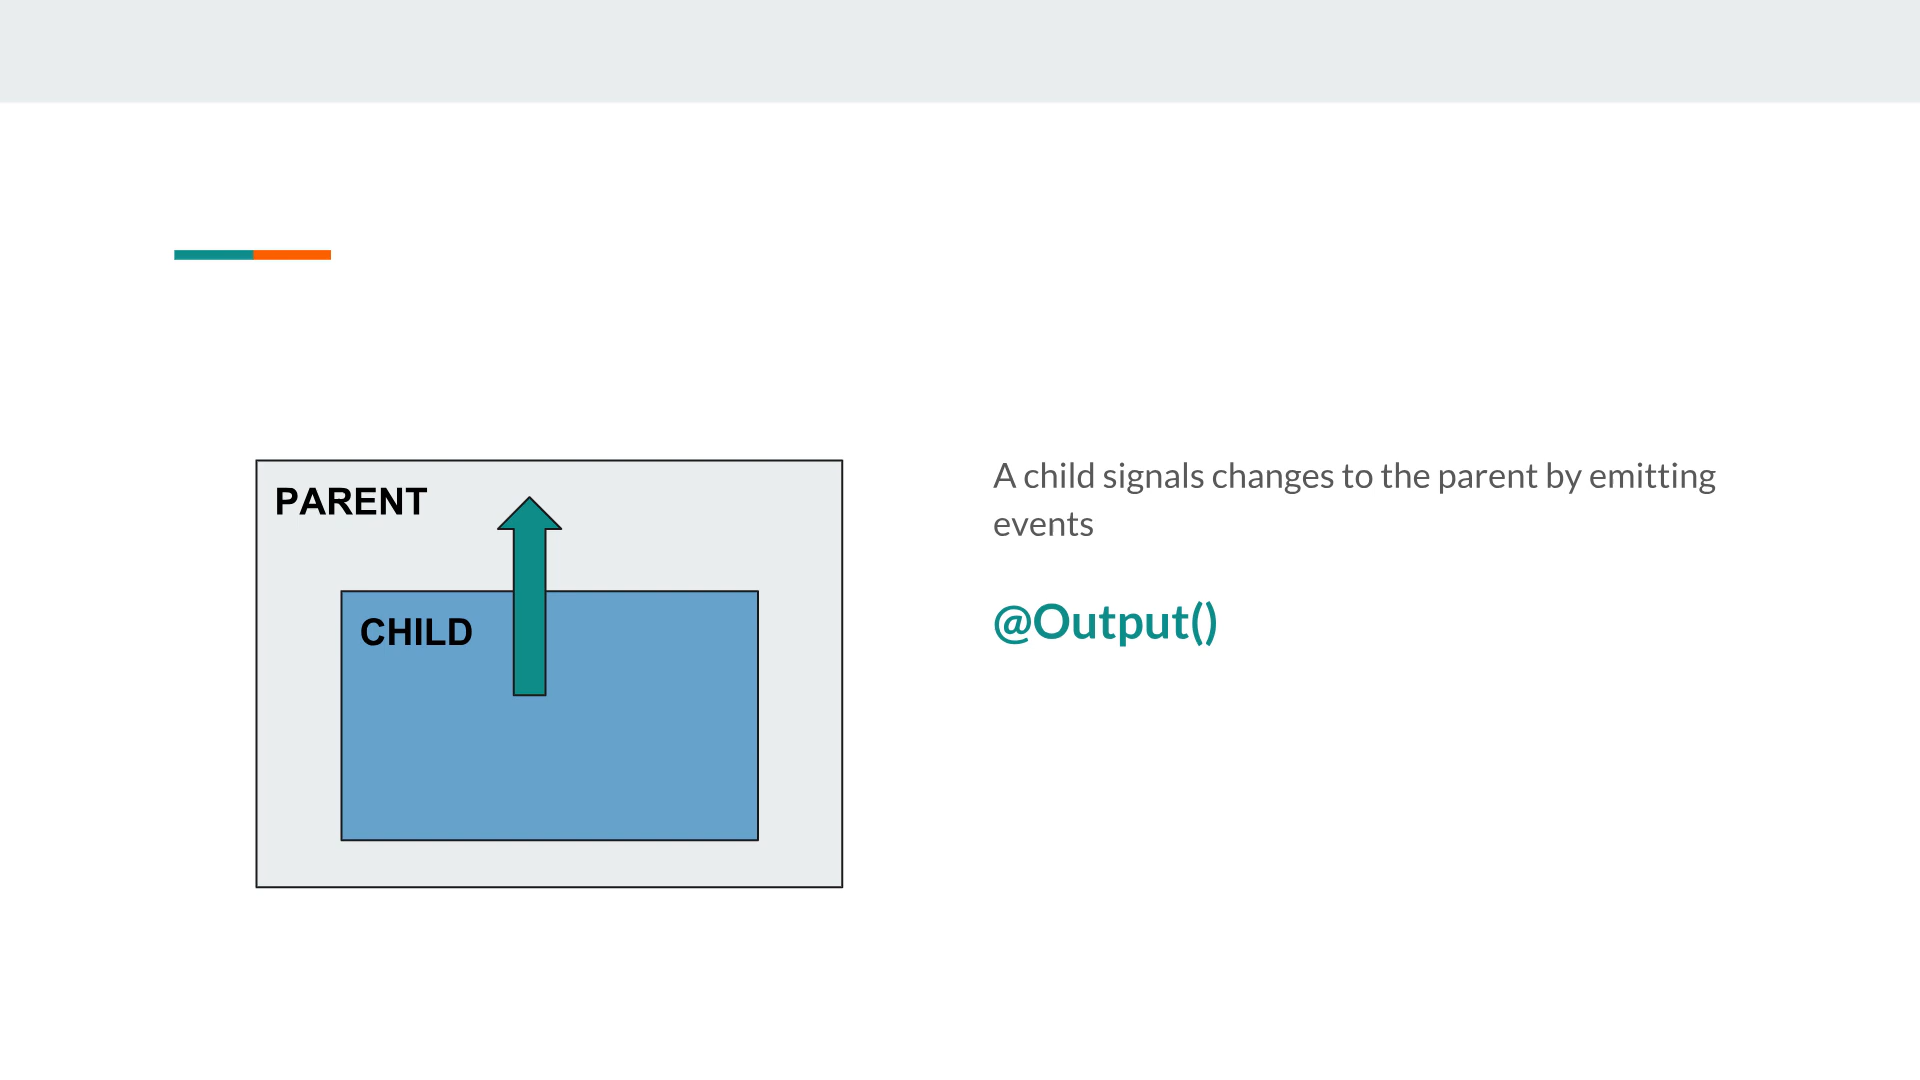 PARENT
CHILD
A child signals changes to the parent by emitting
events
@Output()